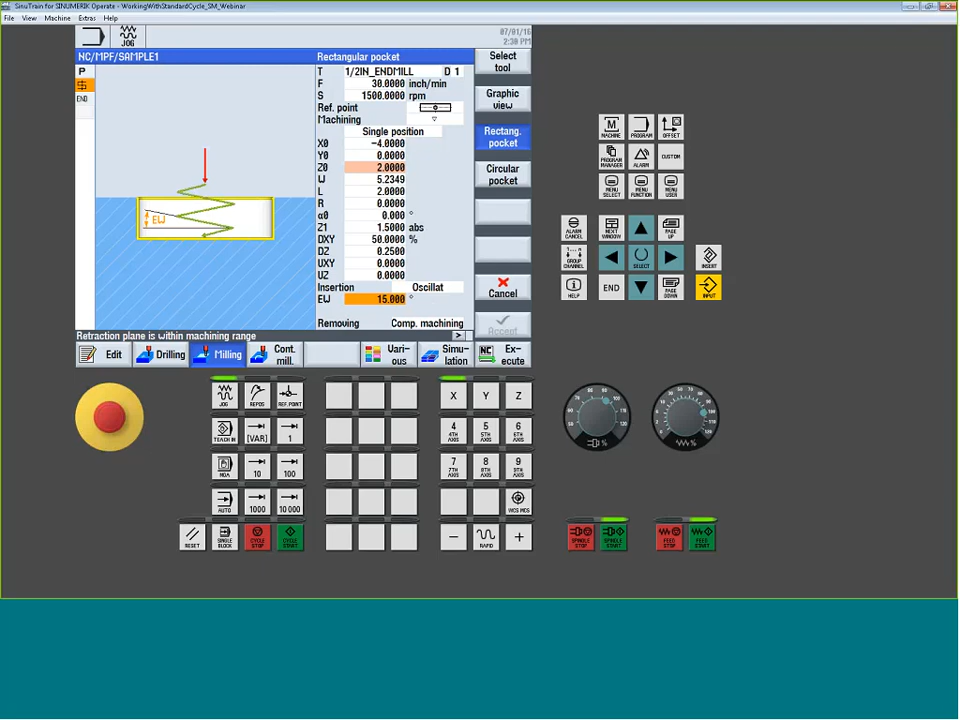 SinuTrain for SINUMERIK Operate - WorkingWithStandardCycle_SM_Webinar
File View Machine Extras Help
JOG
07/01/16
2:30 PM
NC/MPF/SAMPLE1
Rectangular pocket
Select tool
P
END
T 1/2IN_ENDMILL D 1
F 30.0000 inch/min
S 1500.0000 rpm
Ref. point
Machining ▽
Single position
X0 -4.0000
Y0 0.0000
Z0 2.0000
W 5.2349
L 2.0000
R 0.0000
α0 0.000 °
Z1 1.5000 abs
DXY 50.0000 %
DZ 0.2500
UXY 0.0000
UZ 0.0000
Insertion Oscillat
EW 15.000 °
Removing Comp. machining
EW
Graphic view
Rectang. pocket
Circular pocket
Cancel
Accept
Retraction plane is within machining range
>
Edit
Drilling
Milling
Cont. mill.
Vari-ous
Simu-lation
NC Ex-ecute
M MACHINE
PROGRAM
OFFSET
PROGRAM MANAGER
ALARM
CUSTOM
MENU SELECT
MENU FUNCTION
MENU USER
ALARM CANCEL
NEXT WINDOW
PAGE UP
1...n GROUP CHANNEL
SELECT
INSERT
HELP
END
PAGE DOWN
INPUT
JOG
REPOS
REF.POINT
TEACH IN
[VAR]
1
MDA
10
100
AUTO
1000
10 000
RESET
SINGLE BLOCK
CYCLE STOP
CYCLE START
X
Y
Z
4 4TH AXIS
5 5TH AXIS
6 6TH AXIS
7 7TH AXIS
8 8TH AXIS
9 9TH AXIS
WCS MCS
−
RAPID
+
%
%
SPINDLE STOP
SPINDLE START
FEED STOP
FEED START